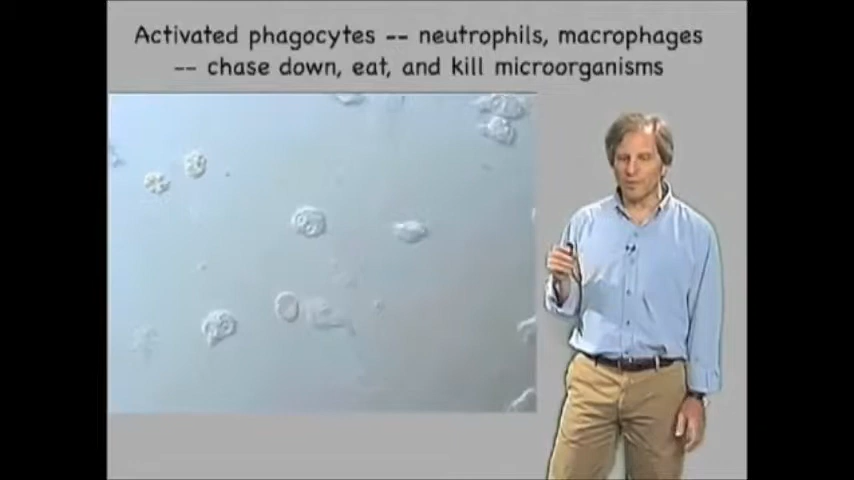 Activated phagocytes -- neutrophils, macrophages
-- chase down, eat, and kill microorganisms